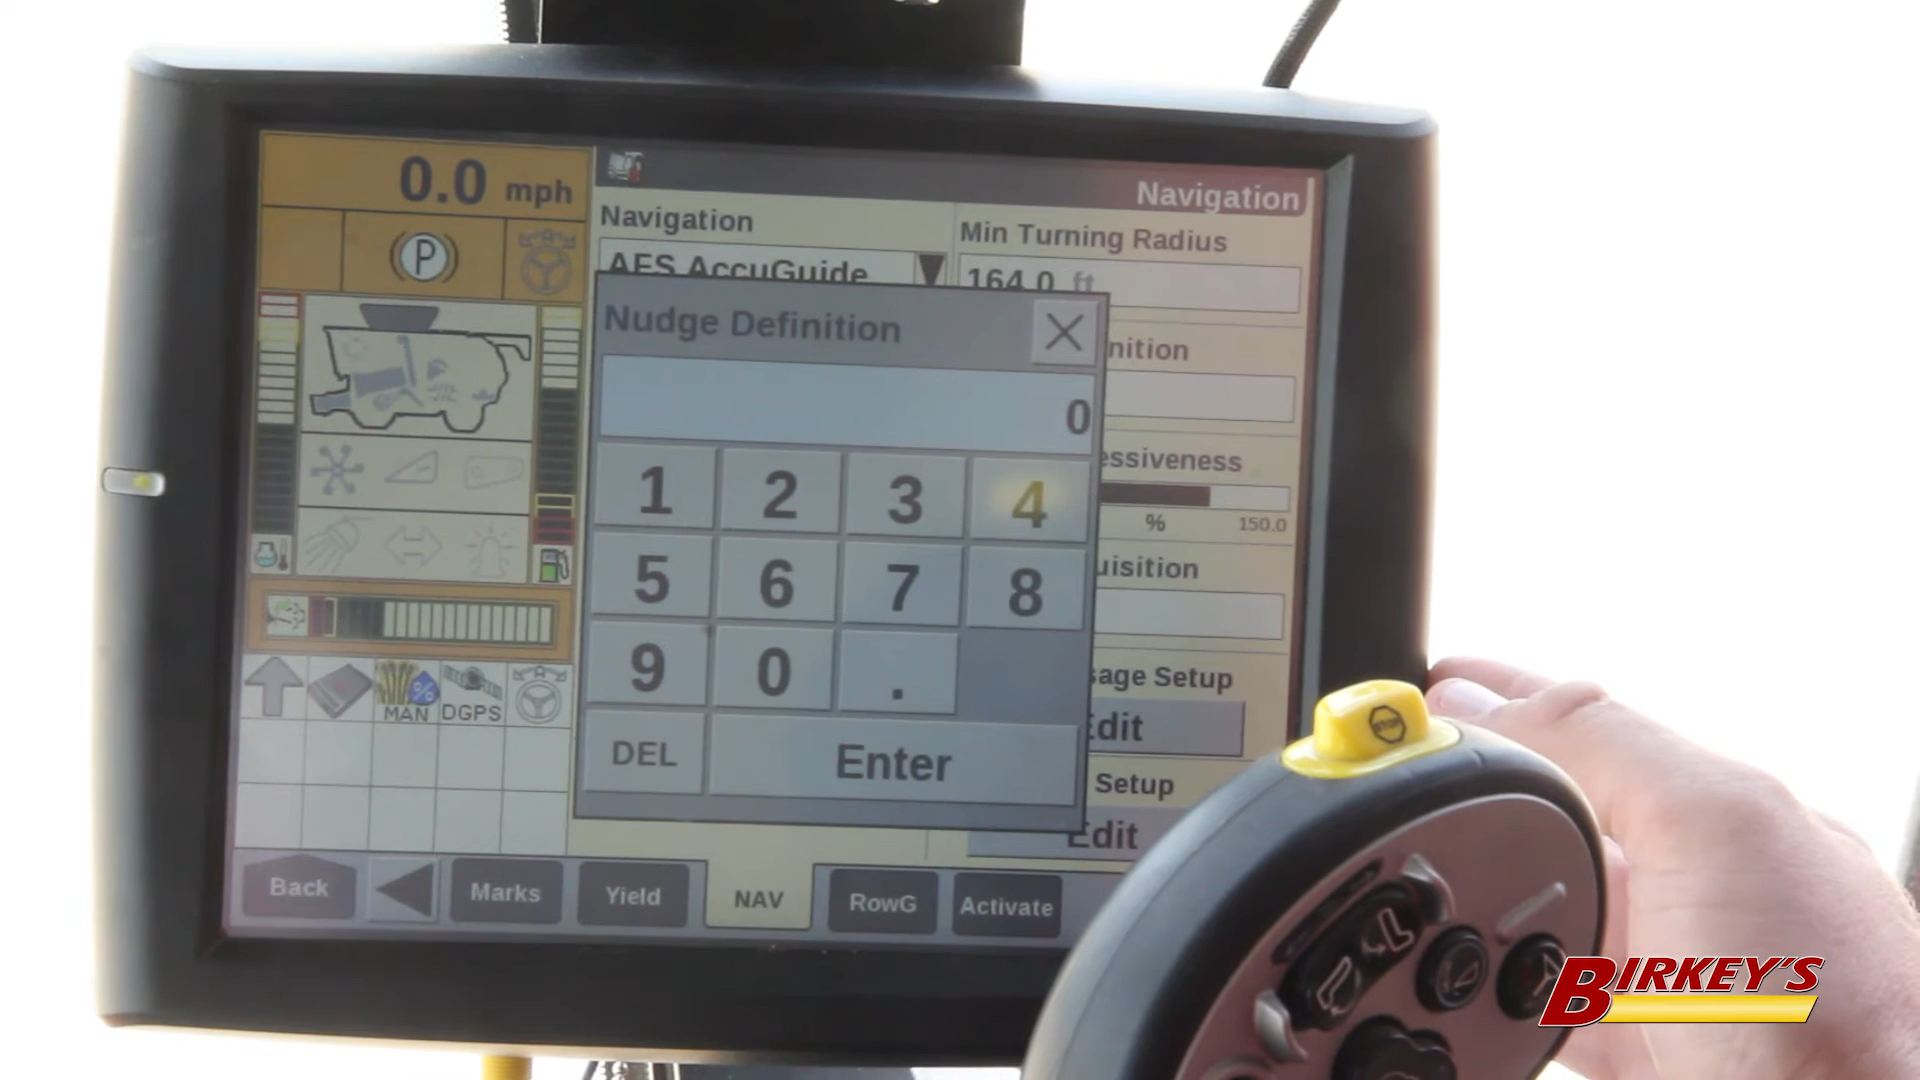 0.0 mph
P
Navigation
Navigation
AFS AccuGuide
Min Turning Radius
164.0 ft
Nudge Definition
0
nition
essiveness
% 150.0
uisition
sage Setup
Edit
Setup
Edit
1 2 3 4
5 6 7 8
9 0 .
DEL Enter
MAN DGPS
%
Back Marks Yield NAV RowG Activate
STOP
BIRKEY'S